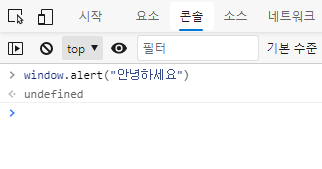 시작 요소 콘솔 소스 네트워크
top 필터 기본 수준
window.alert("안녕하세요")
undefined